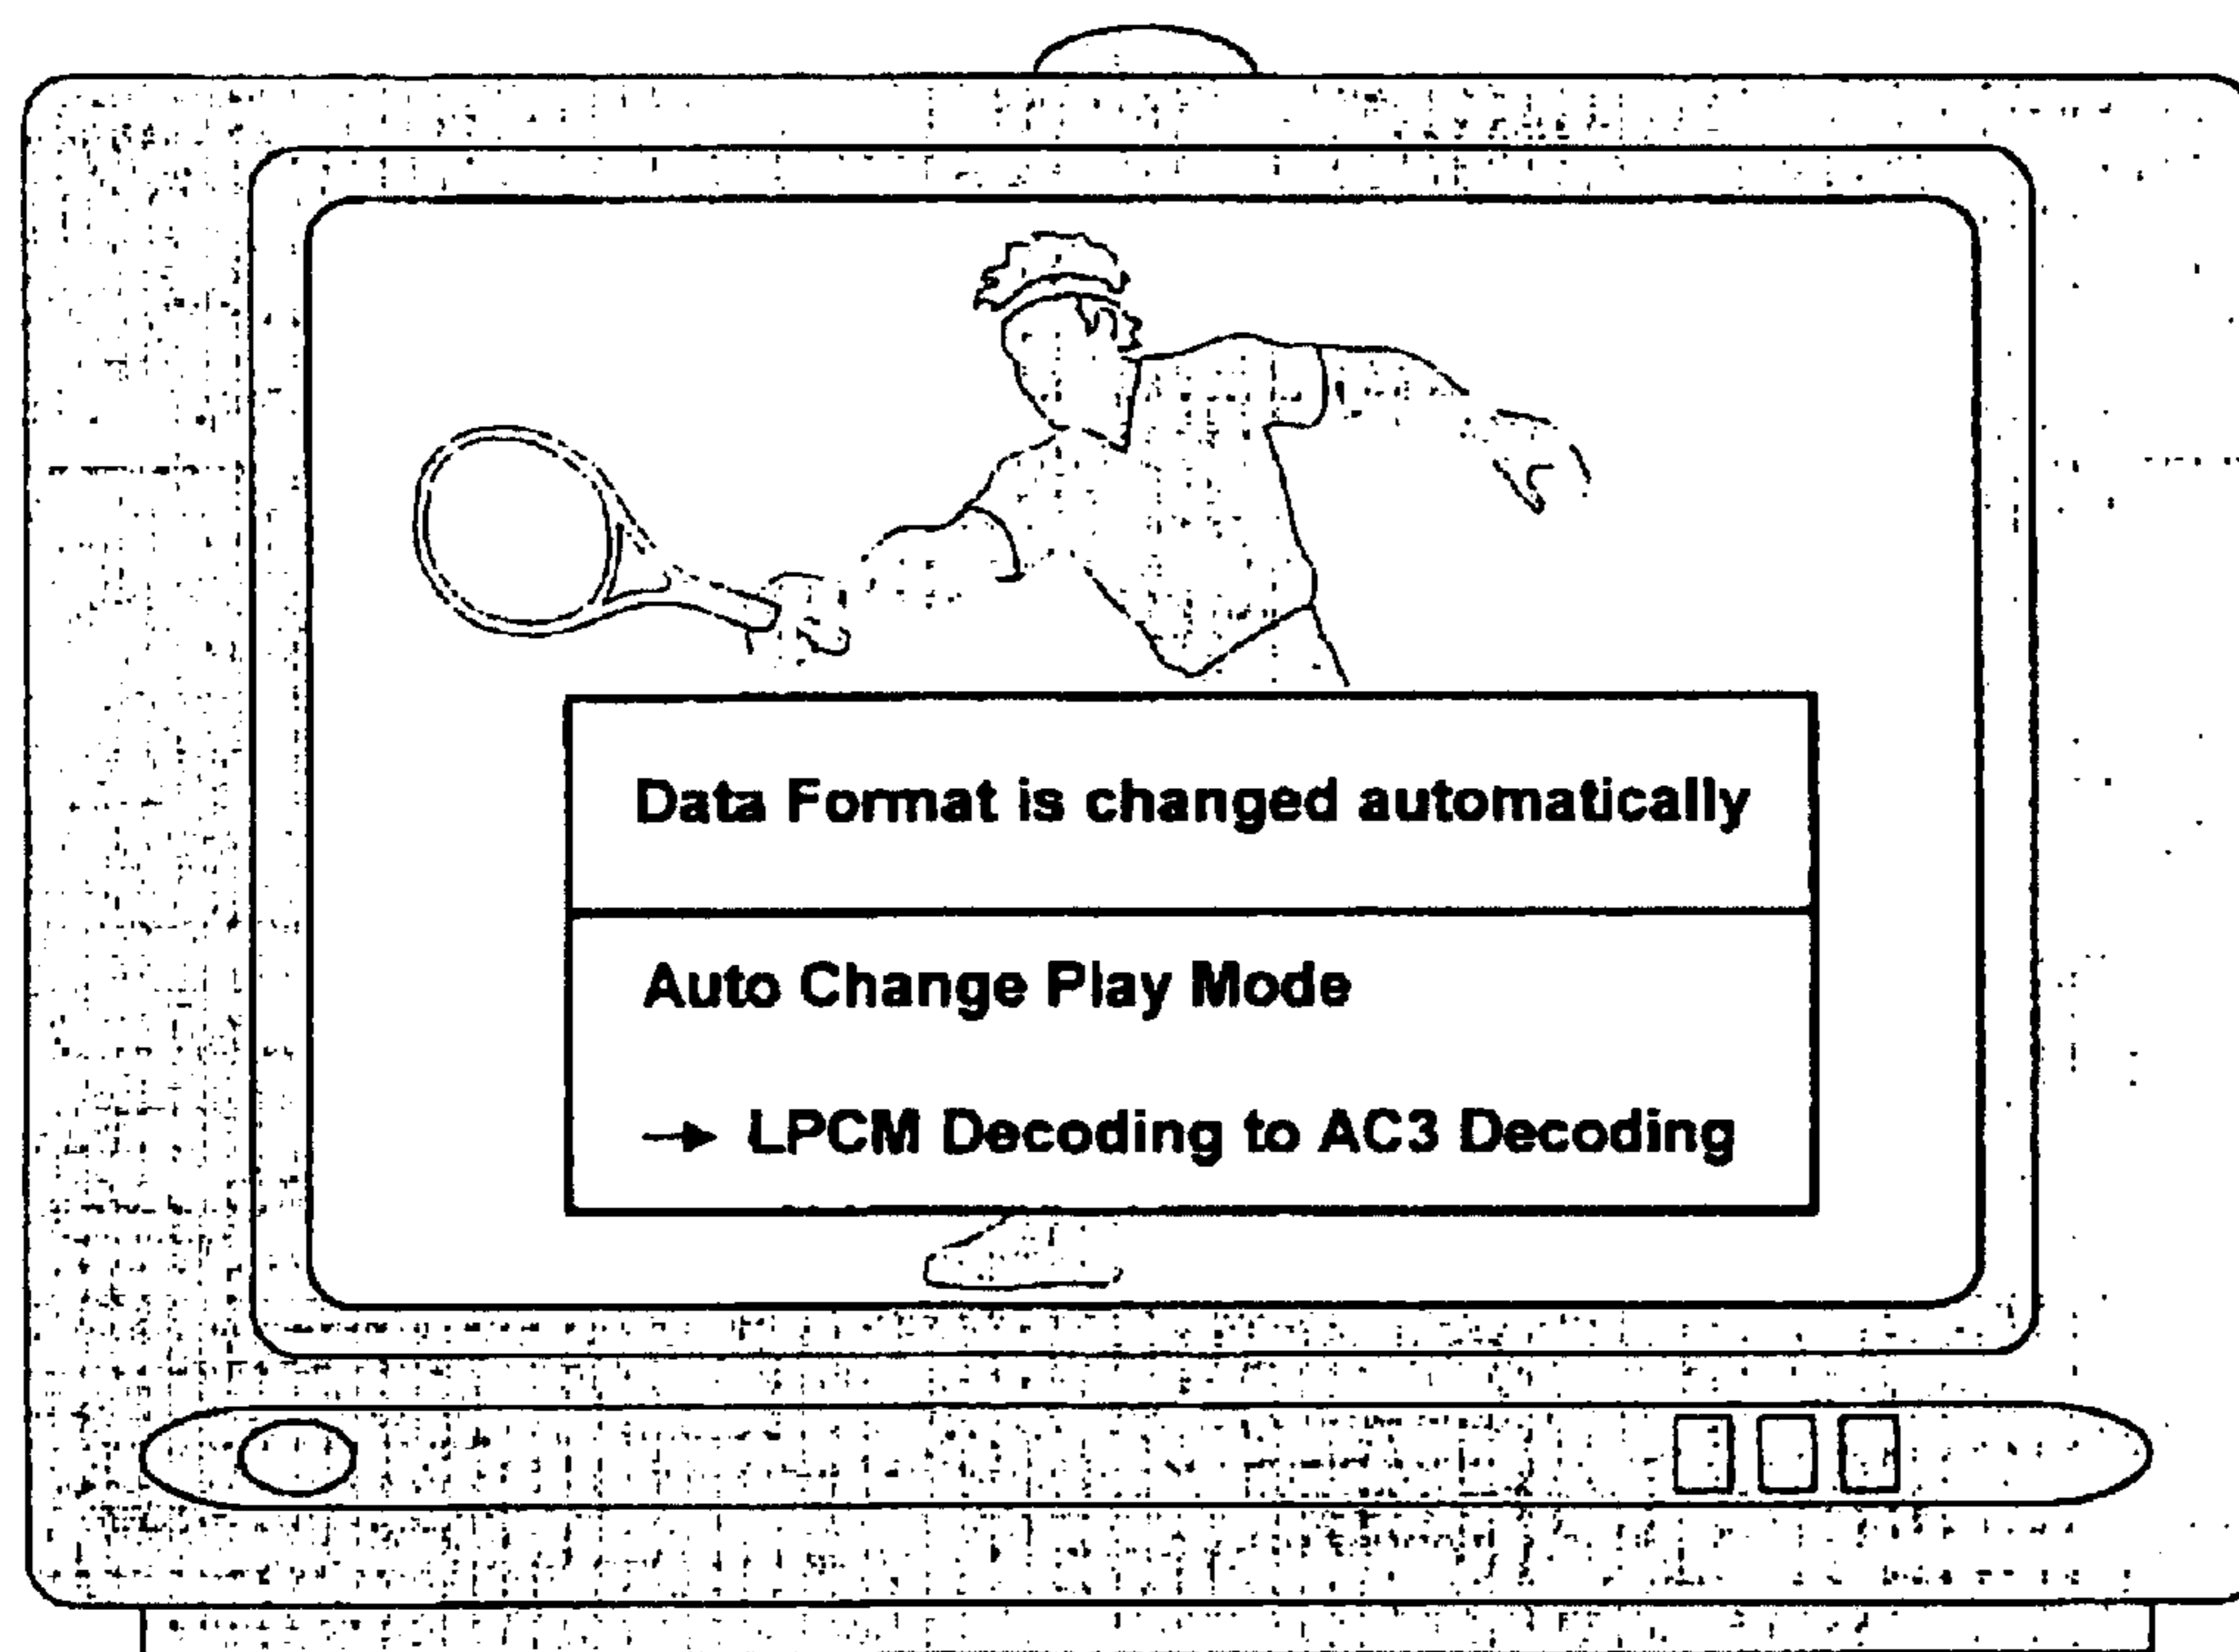 Data Format is changed automatically
Auto Change Play Mode
→ LPCM Decoding to AC3 Decoding